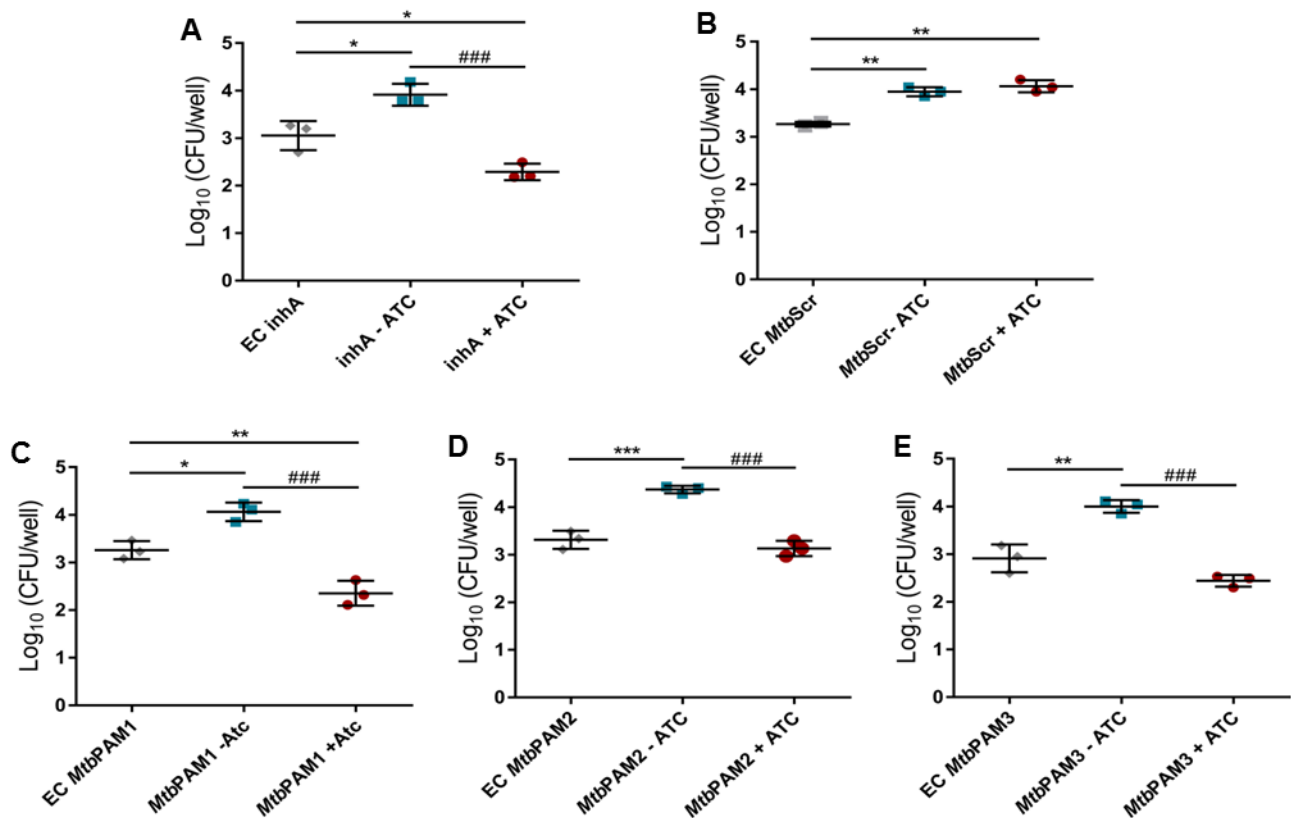 A
*
*
###
Log10 (CFU/well)
5
4
3
2
1
0
EC inhA
inhA - ATC
inhA + ATC
B
**
**
Log10 (CFU/well)
5
4
3
2
1
0
EC MtbScr
MtbScr- ATC
MtbScr + ATC
C
**
*
###
Log10 (CFU/well)
5
4
3
2
1
0
EC MtbPAM1
MtbPAM1 -Atc
MtbPAM1 +Atc
D
***
###
Log10 (CFU/well)
5
4
3
2
1
0
EC MtbPAM2
MtbPAM2 - ATC
MtbPAM2 + ATC
E
**
###
Log10 (CFU/well)
5
4
3
2
1
0
EC MtbPAM3
MtbPAM3 - ATC
MtbPAM3 + ATC